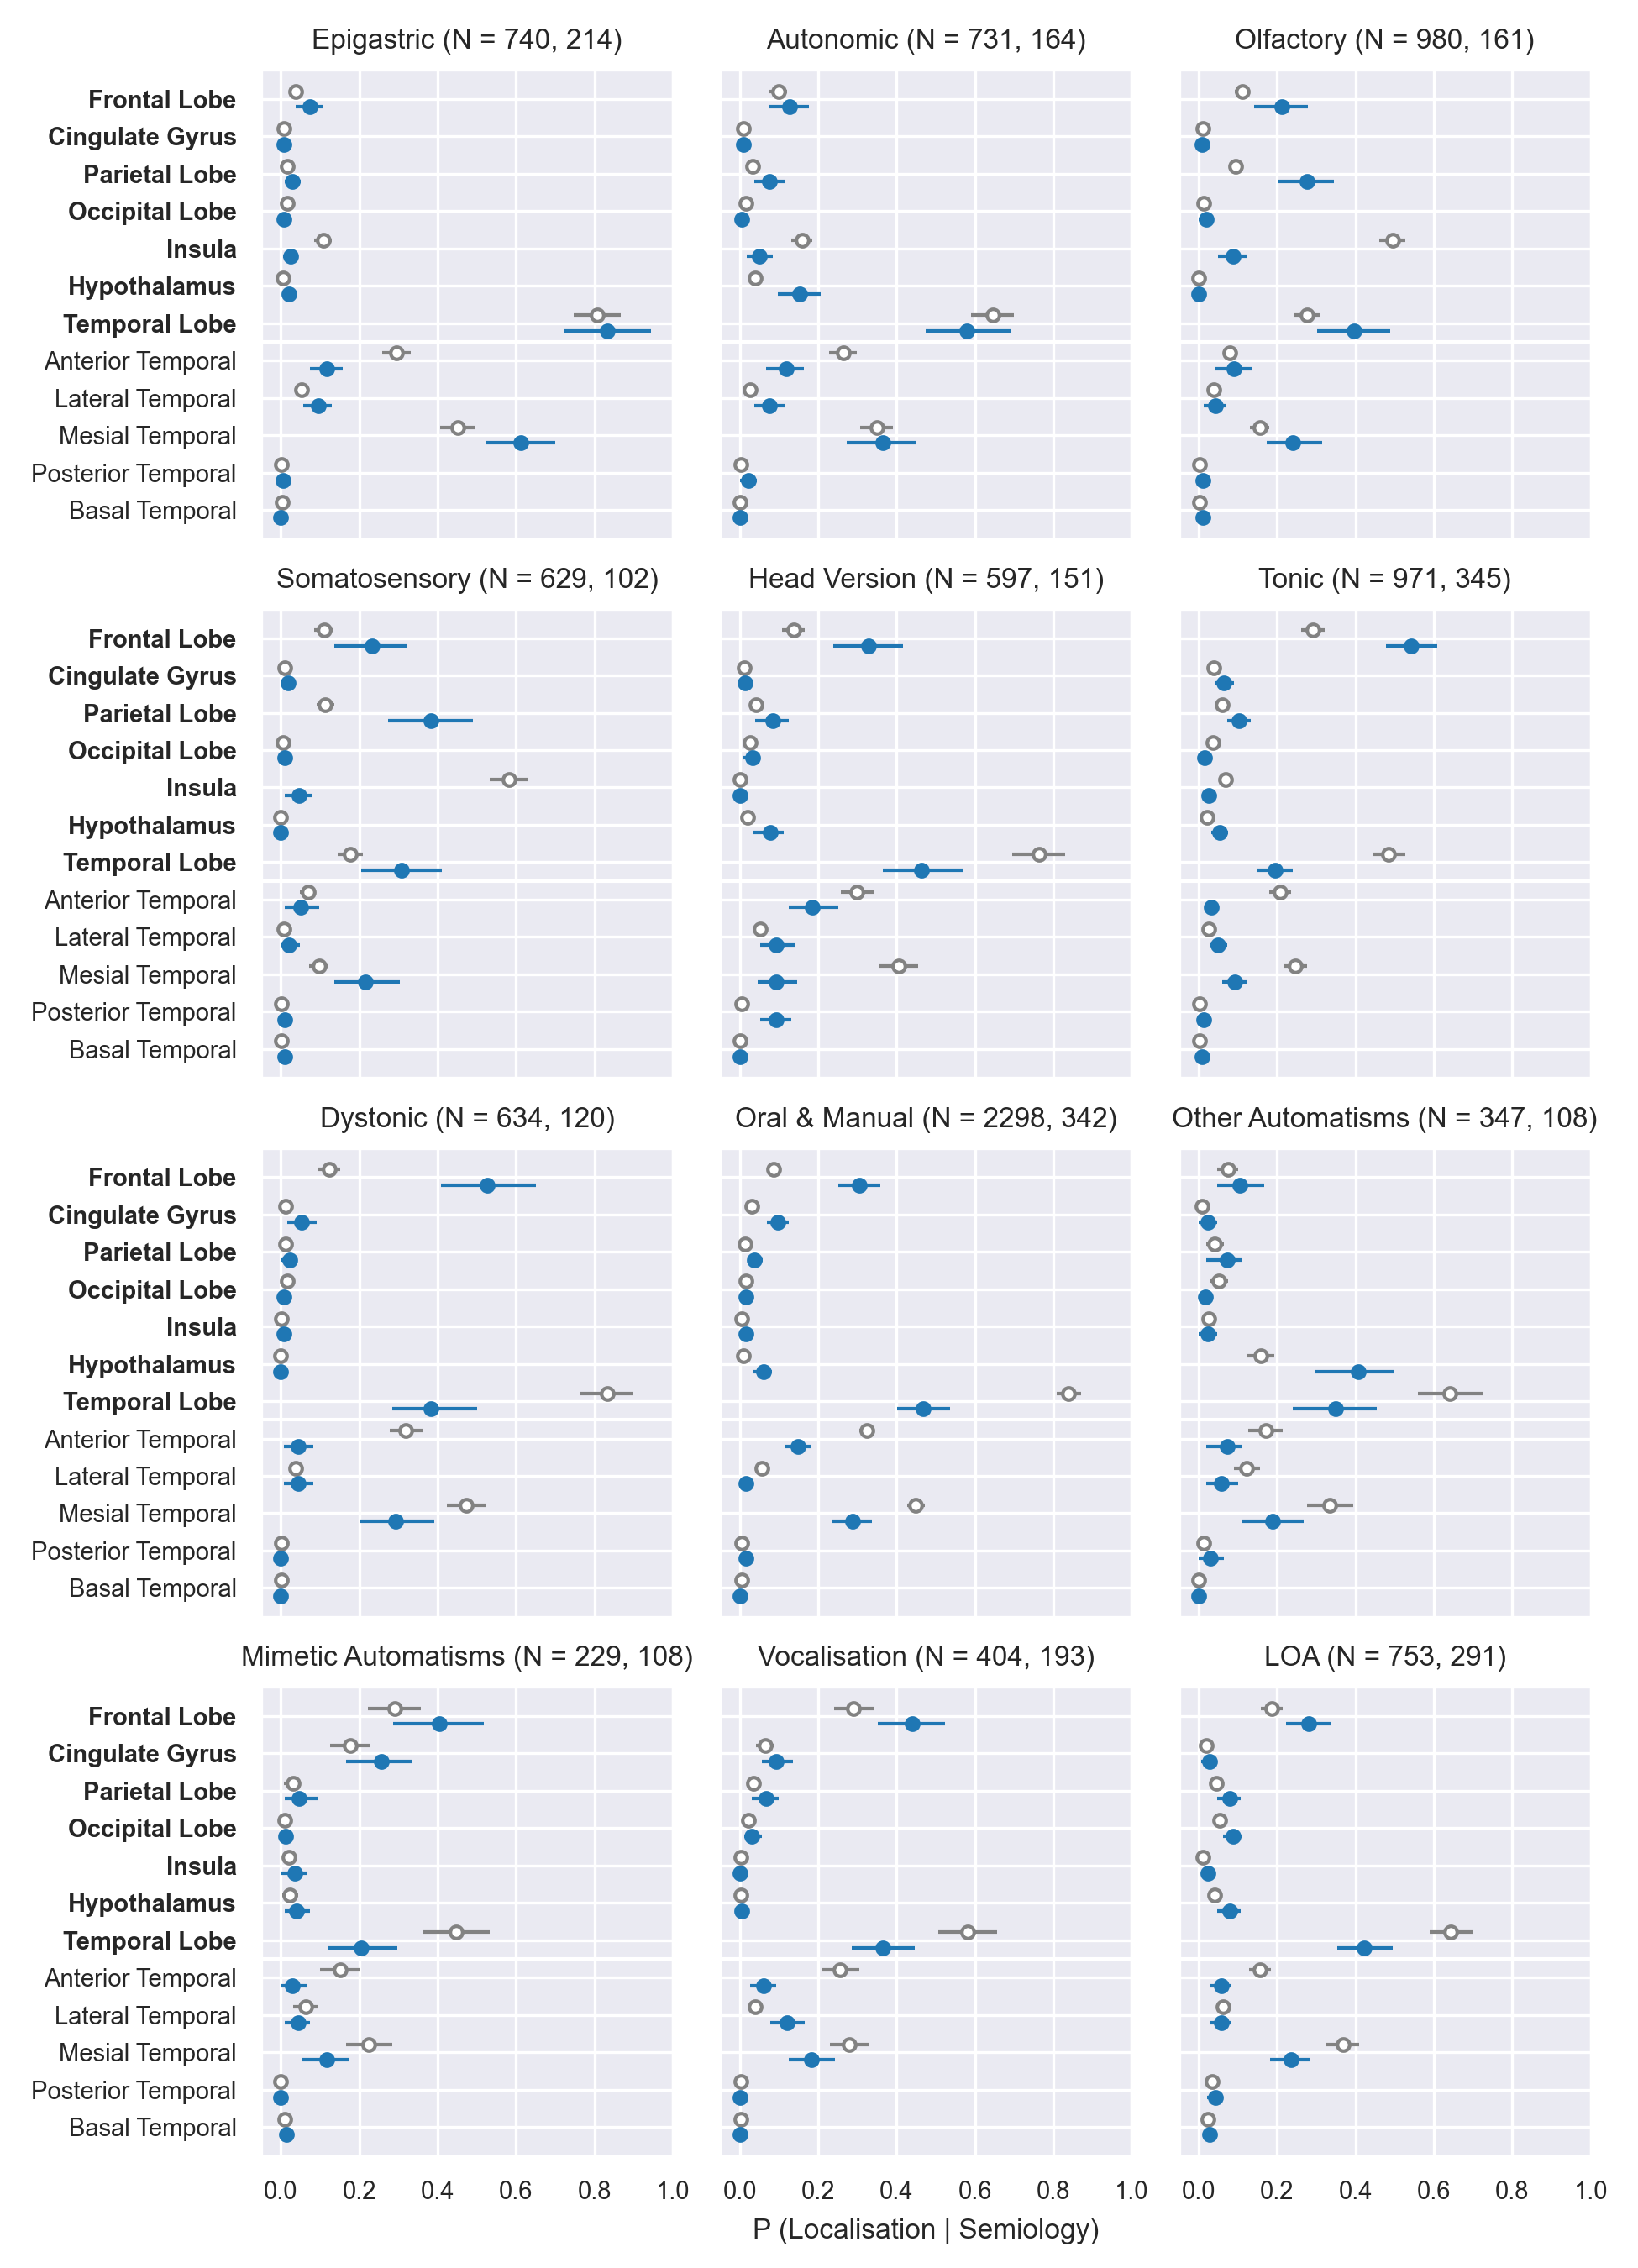 Epigastric (N = 740, 214)
Autonomic (N = 731, 164)
Olfactory (N = 980, 161)
Frontal Lobe
Cingulate Gyrus
Parietal Lobe
Occipital Lobe
Insula
Hypothalamus
Temporal Lobe
Anterior Temporal
Lateral Temporal
Mesial Temporal
Posterior Temporal
Basal Temporal
Somatosensory (N = 629, 102)
Head Version (N = 597, 151)
Tonic (N = 971, 345)
Frontal Lobe
Cingulate Gyrus
Parietal Lobe
Occipital Lobe
Insula
Hypothalamus
Temporal Lobe
Anterior Temporal
Lateral Temporal
Mesial Temporal
Posterior Temporal
Basal Temporal
Dystonic (N = 634, 120)
Oral & Manual (N = 2298, 342)
Other Automatisms (N = 347, 108)
Frontal Lobe
Cingulate Gyrus
Parietal Lobe
Occipital Lobe
Insula
Hypothalamus
Temporal Lobe
Anterior Temporal
Lateral Temporal
Mesial Temporal
Posterior Temporal
Basal Temporal
Mimetic Automatisms (N = 229, 108)
Vocalisation (N = 404, 193)
LOA (N = 753, 291)
Frontal Lobe
Cingulate Gyrus
Parietal Lobe
Occipital Lobe
Insula
Hypothalamus
Temporal Lobe
Anterior Temporal
Lateral Temporal
Mesial Temporal
Posterior Temporal
Basal Temporal
0.0 0.2 0.4 0.6 0.8 1.0
0.0 0.2 0.4 0.6 0.8 1.0
0.0 0.2 0.4 0.6 0.8 1.0
P (Localisation | Semiology)